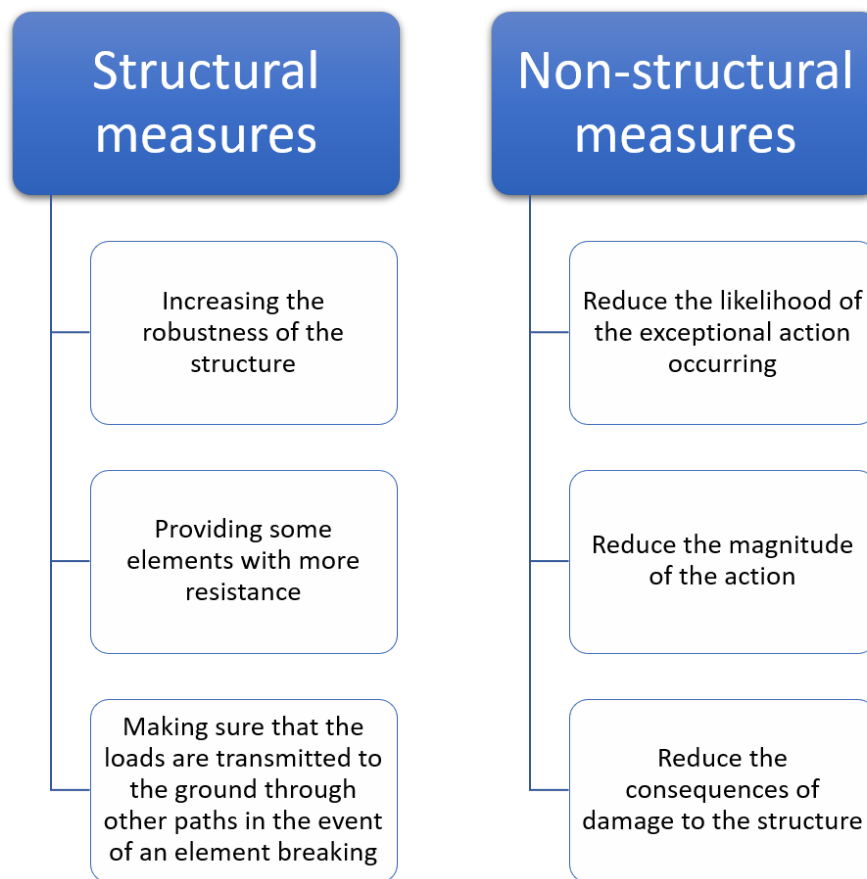 Structural
measures
Increasing the
robustness of the
structure
Providing some
elements with more
resistance
Making sure that the
loads are transmitted to
the ground through
other paths in the event
of an element breaking
Non-structural
measures
Reduce the likelihood of
the exceptional action
occurring
Reduce the magnitude
of the action
Reduce the
consequences of
damage to the structure